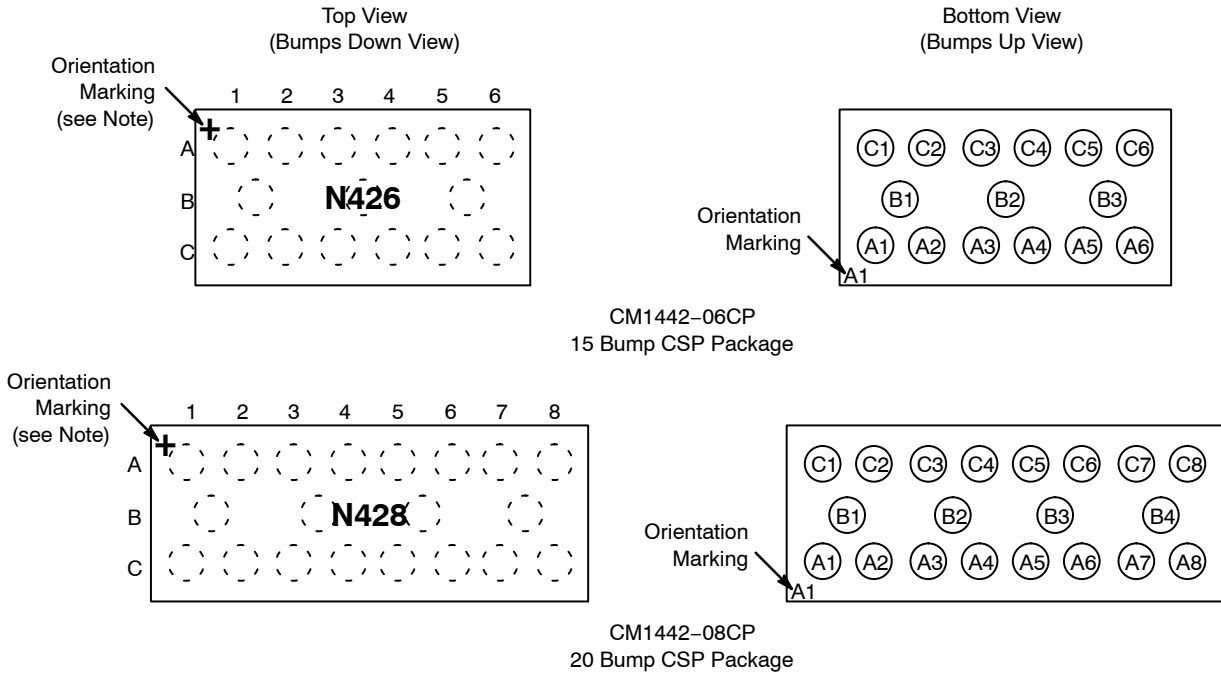 Top View
(Bumps Down View)
Orientation
Marking
(see Note)
1 2 3 4 5 6
+
A
B
C
N426
Bottom View
(Bumps Up View)
C1 C2 C3 C4 C5 C6
B1 B2 B3
A1 A2 A3 A4 A5 A6
Orientation
Marking
A1
CM1442−06CP
15 Bump CSP Package
Orientation
Marking
(see Note)
1 2 3 4 5 6 7 8
+
A
B
C
N428
C1 C2 C3 C4 C5 C6 C7 C8
B1 B2 B3 B4
A1 A2 A3 A4 A5 A6 A7 A8
Orientation
Marking
A1
CM1442−08CP
20 Bump CSP Package